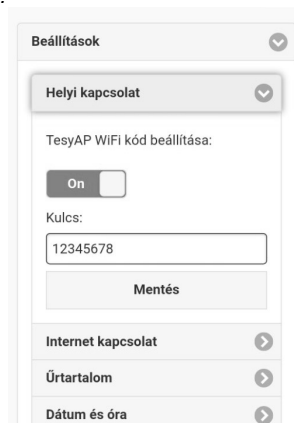 Beállítások
Helyi kapcsolat
TesyAP WiFi kód beállítása:
On
Kulcs:
12345678
Mentés
Internet kapcsolat
Űrtartalom
Dátum és óra